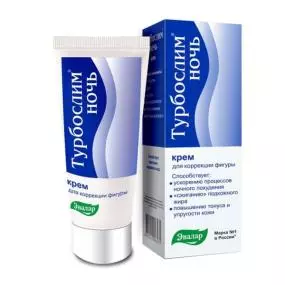 Турбослим
ночь
крем
для коррекции фигуры
Эвалар
Турбослим
ночь
крем
для коррекции фигуры
Способствует:
• ускорению процессов
ночного похудения
• «сжиганию» подкожного
жира
• повышению тонуса и
упругости кожи
Эвалар
Марка №1
в России*